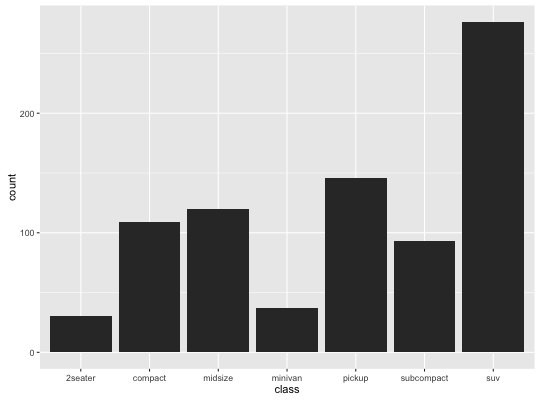 200
100
0
count
2seater compact midsize minivan pickup subcompact suv
class